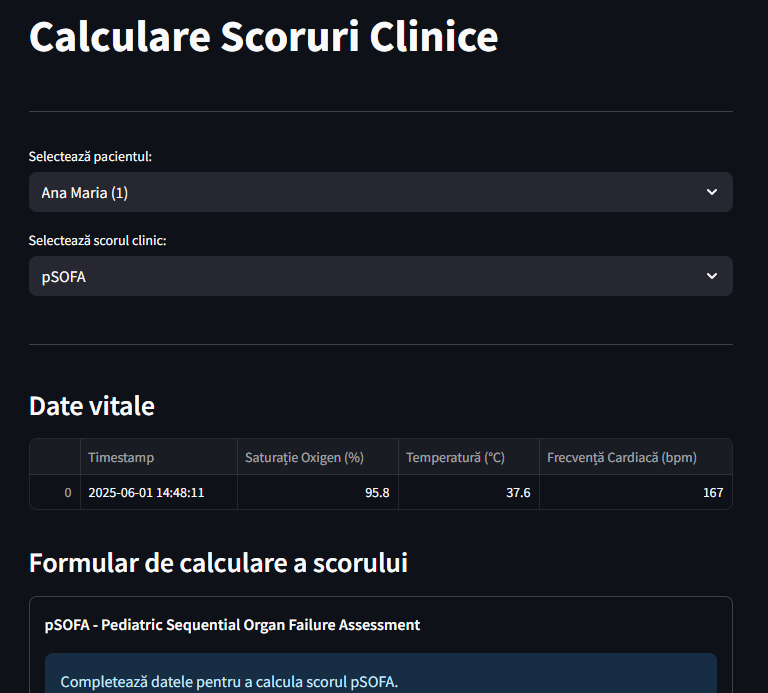 Calculare Scoruri Clinice
Selectează pacientul:
Ana Maria (1)
Selectează scorul clinic:
pSOFA
Date vitale
Timestamp Saturație Oxigen (%) Temperatură (°C) Frecvență Cardiacă (bpm)
0 2025-06-01 14:48:11 95.8 37.6 167
Formular de calculare a scorului
pSOFA - Pediatric Sequential Organ Failure Assessment
Completează datele pentru a calcula scorul pSOFA.